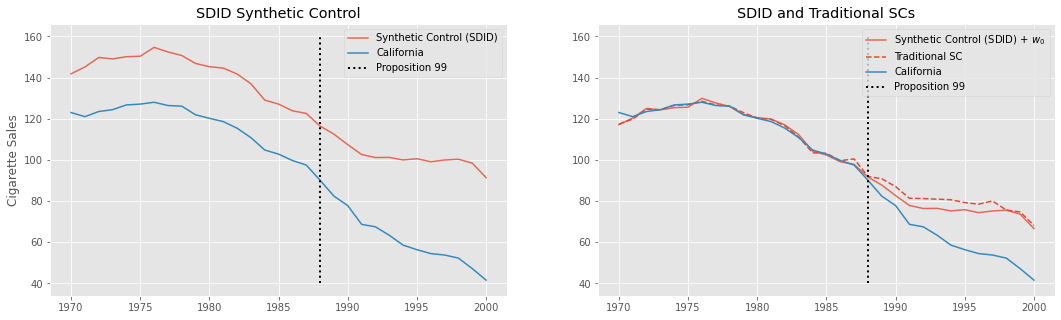 SDID Synthetic Control
Cigarette Sales
160
140
120
100
80
60
40
1970
1975
1980
1985
1990
1995
2000
Synthetic Control (SDID)
California
Proposition 99
SDID and Traditional SCs
160
140
120
100
80
60
40
1970
1975
1980
1985
1990
1995
2000
Synthetic Control (SDID) + w₀
Traditional SC
California
Proposition 99